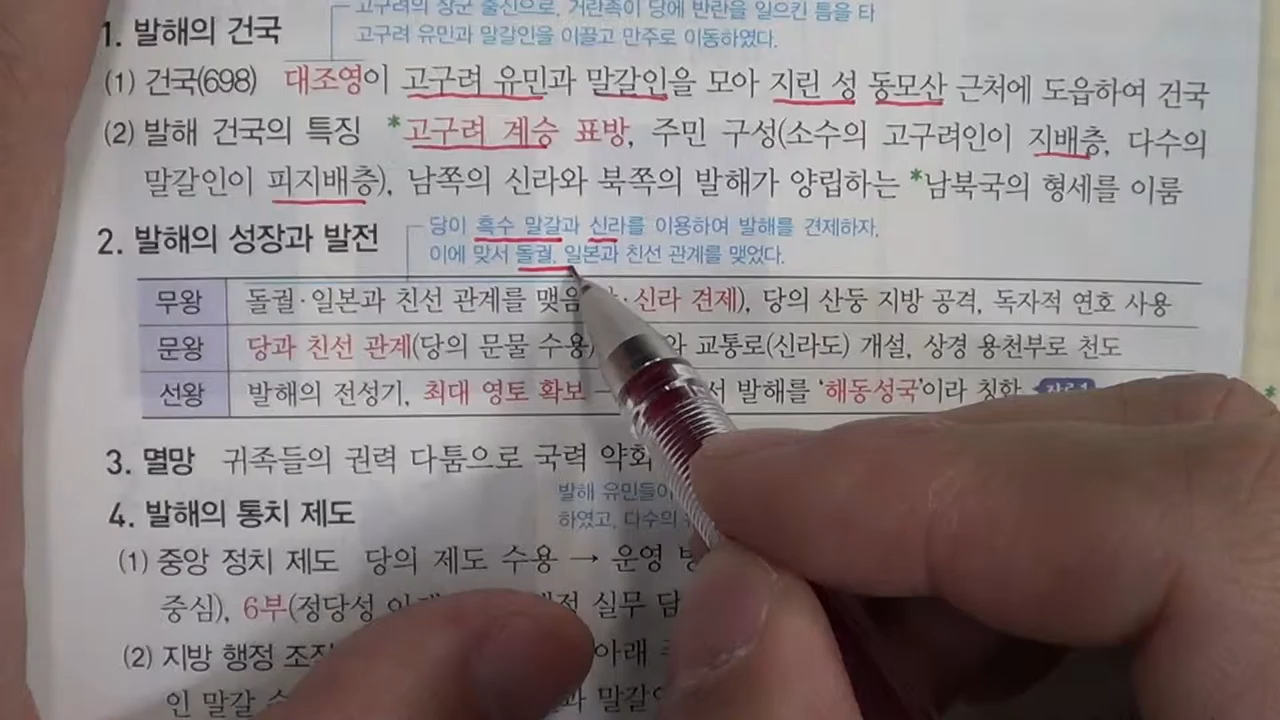 고구려의 장군 출신으로, 거란족이 당에 반란을 일으킨 틈을 타
고구려 유민과 말갈인을 이끌고 만주로 이동하였다.
1. 발해의 건국
(1) 건국(698) 대조영이 고구려 유민과 말갈인을 모아 지린 성 동모산 근처에 도읍하여 건국
(2) 발해 건국의 특징 *고구려 계승 표방, 주민 구성(소수의 고구려인이 지배층, 다수의
말갈인이 피지배층), 남쪽의 신라와 북쪽의 발해가 양립하는 *남북국의 형세를 이룸
당이 흑수 말갈과 신라를 이용하여 발해를 견제하자,
이에 맞서 돌궐, 일본과 친선 관계를 맺었다.
2. 발해의 성장과 발전
무왕 돌궐·일본과 친선 관계를 맺음 ·신라 견제), 당의 산둥 지방 공격, 독자적 연호 사용
문왕 당과 친선 관계(당의 문물 수용) 교통로(신라도) 개설, 상경 용천부로 천도
선왕 발해의 전성기, 최대 영토 확보 발해를 '해동성국'이라 칭함
3. 멸망 귀족들의 권력 다툼으로 국력 약화
발해 유민들이
하였고, 다수의
4. 발해의 통치 제도
(1) 중앙 정치 제도 당의 제도 수용 → 운영
중심), 6부(정당성 실무
(2) 지방 행정 조직 아래
인 말갈